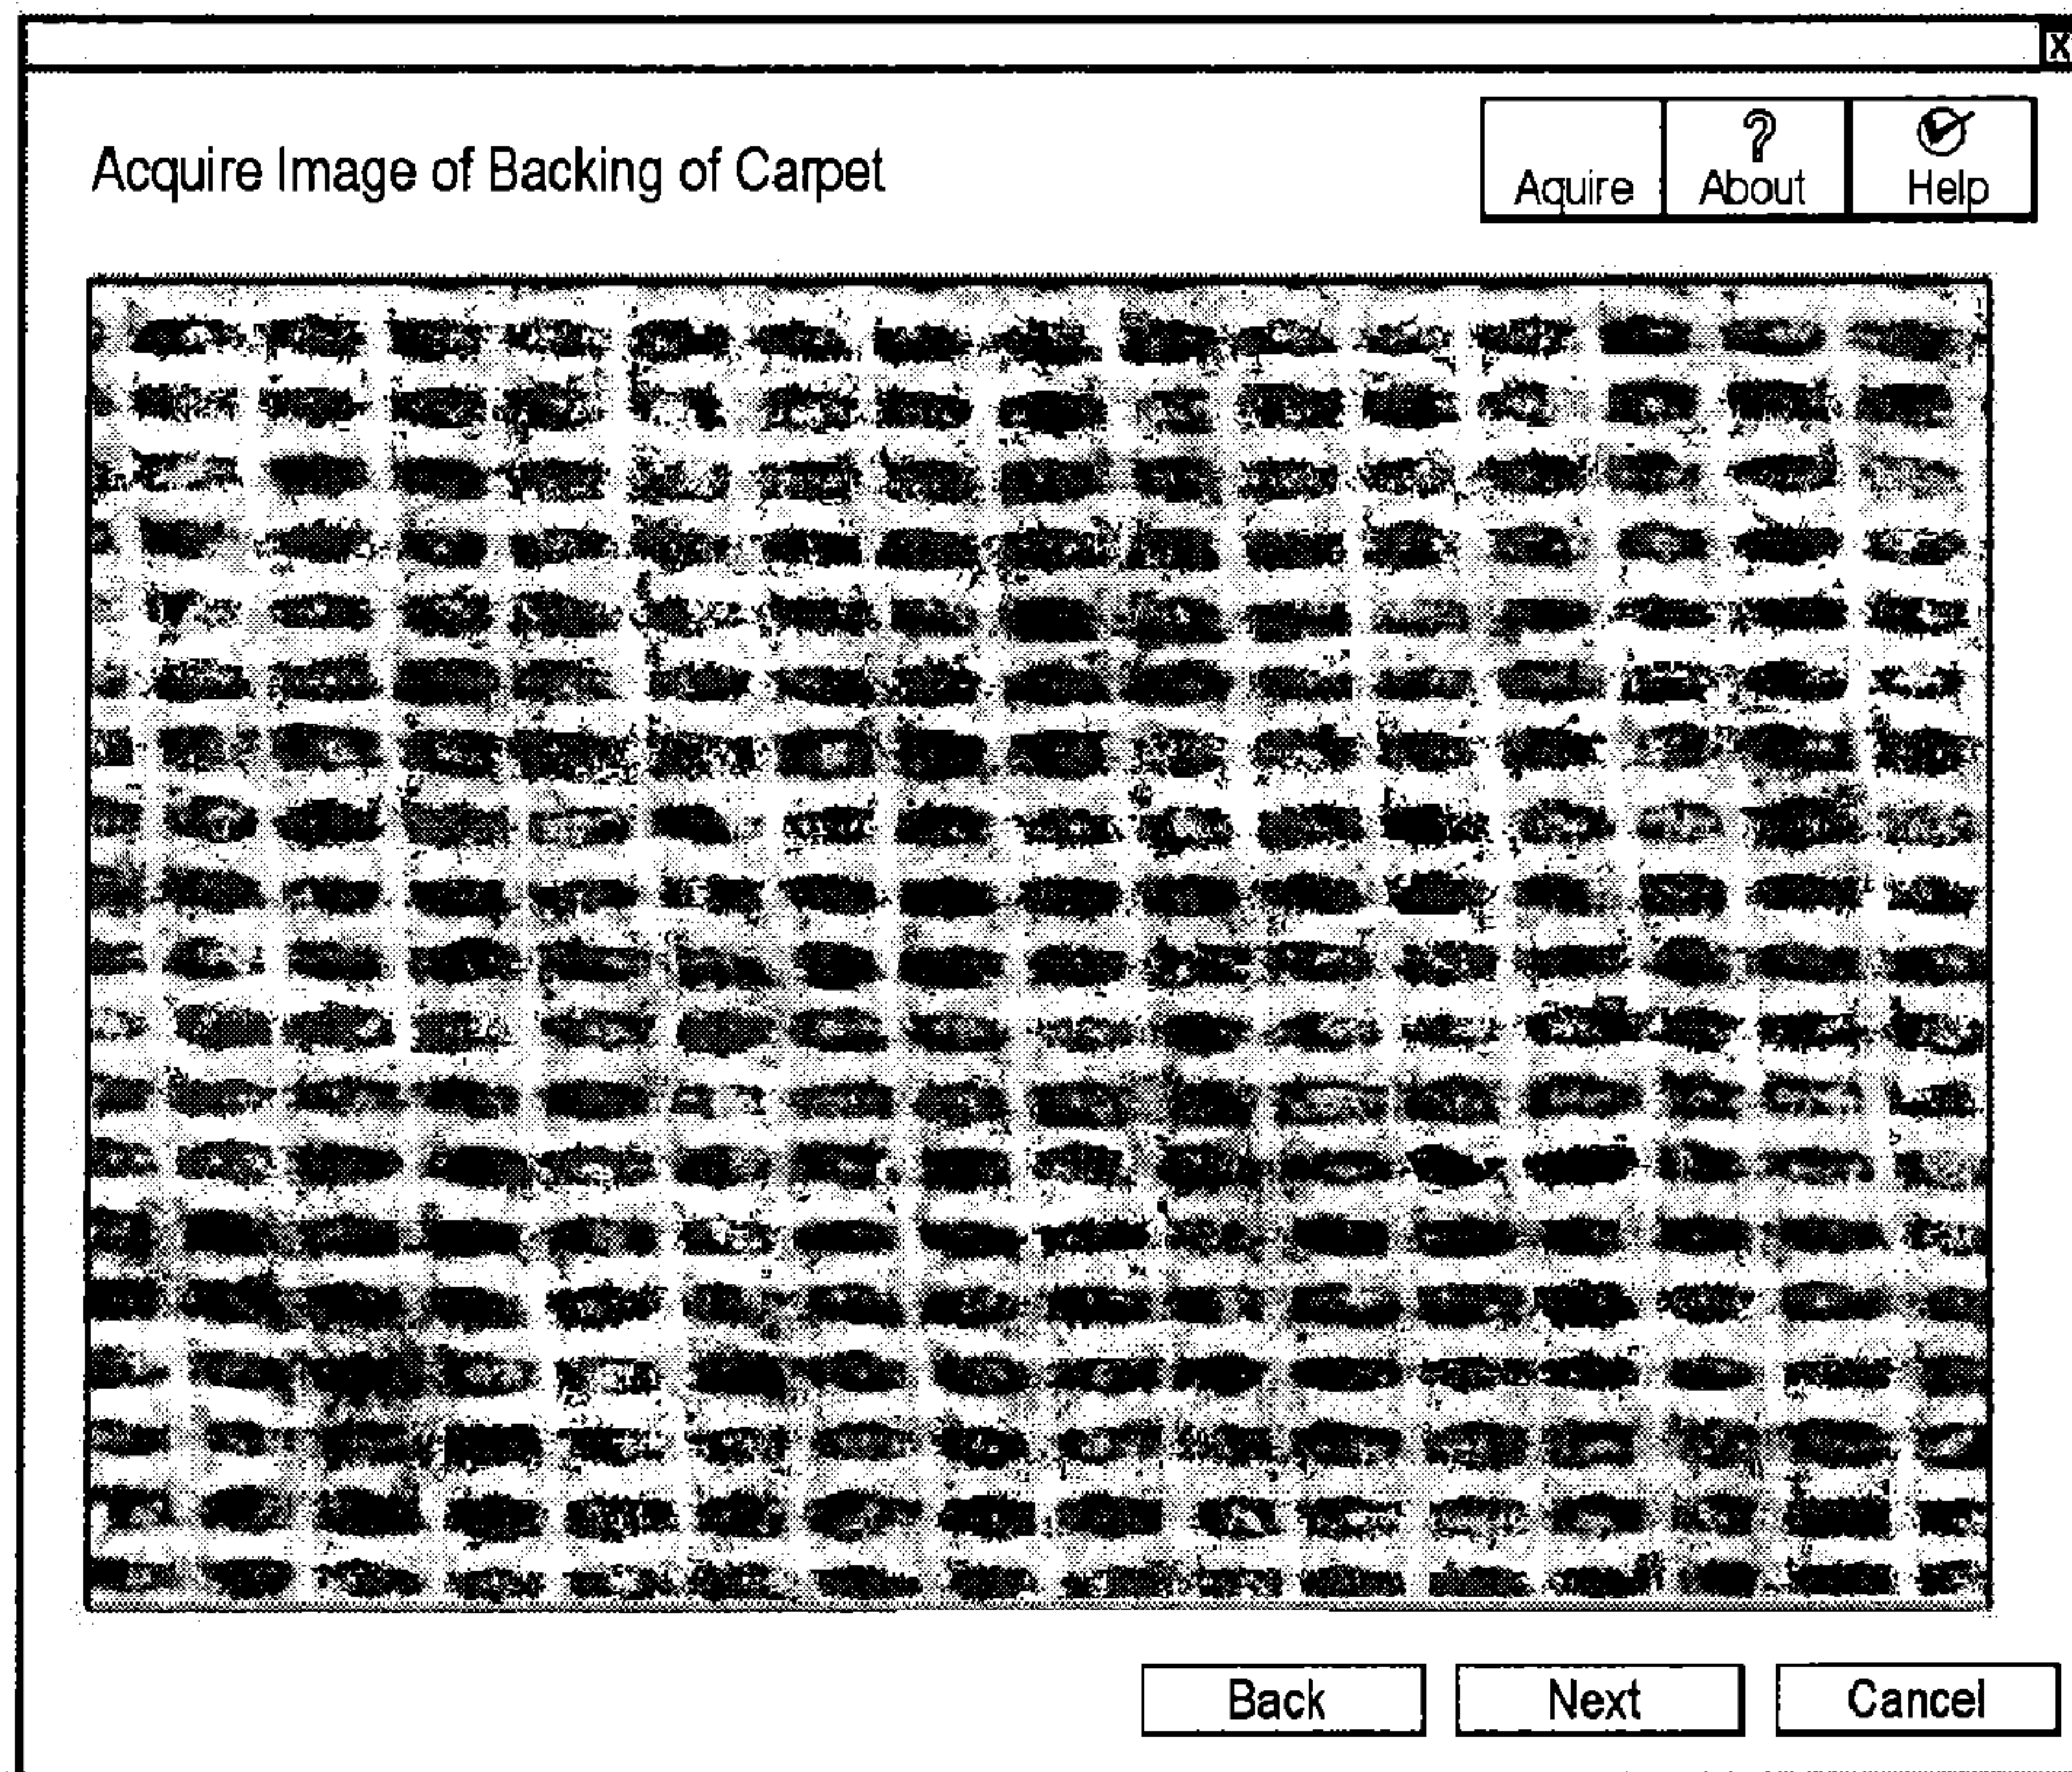 X
Acquire Image of Backing of Carpet
Aquire
?
About
Help
Back
Next
Cancel